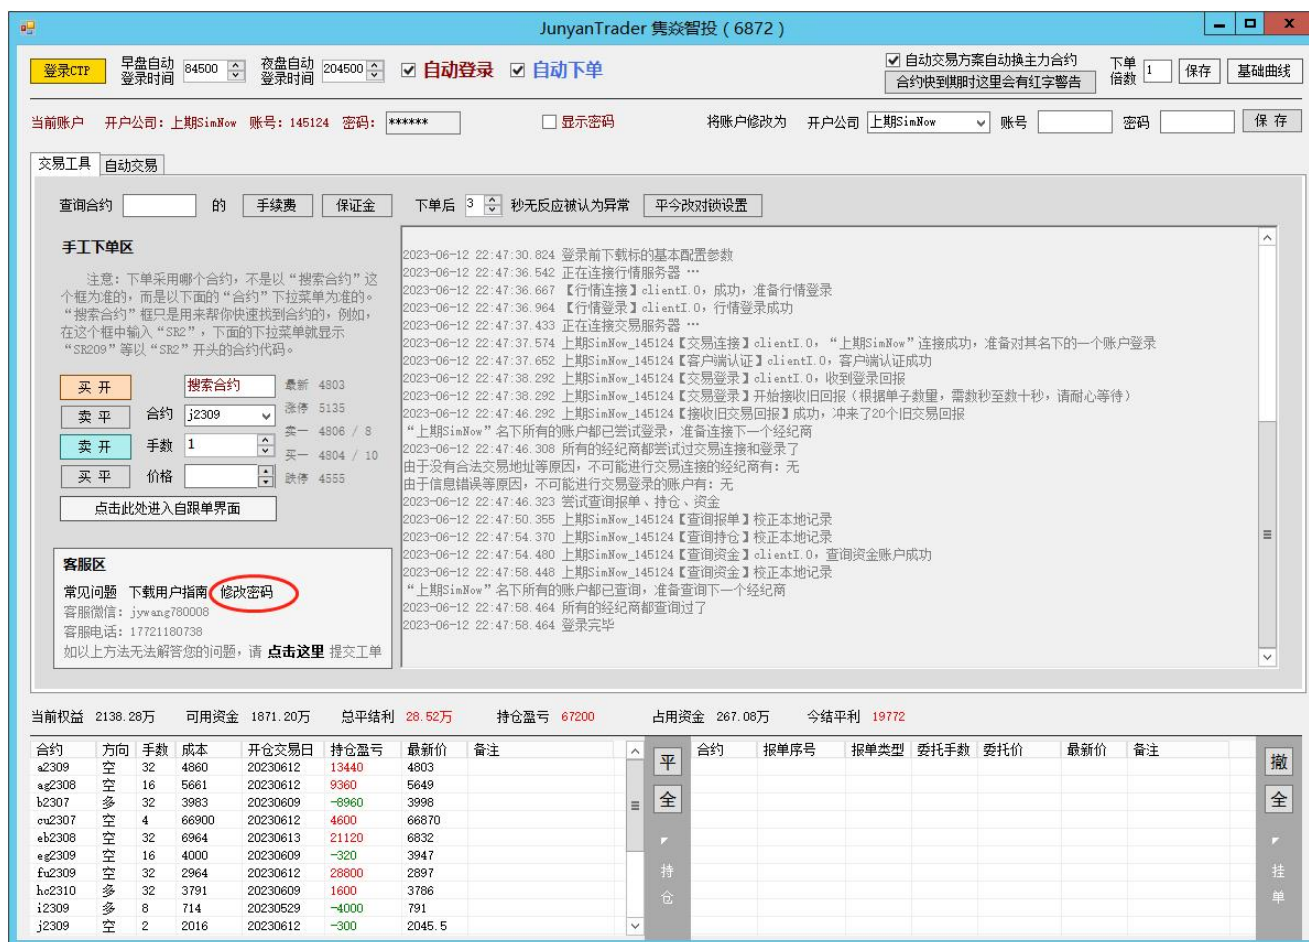 JunyanTrader 隽焱智投 ( 6872 )
登录CTP 早盘自动登录时间 84500 夜盘自动登录时间 204500 自动登录 自动下单 自动交易方案自动换主力合约 合约快到期时这里会有红字警告 下单倍数 1 保存 基础曲线
当前账户 开户公司: 上期SimNow 账号: 145124 密码: ****** 显示密码 将账户修改为 开户公司 上期SimNow 账号 密码 保 存
交易工具 自动交易
查询合约 的 手续费 保证金 下单后 3 秒无反应被认为异常 平今改对锁设置
手工下单区
注意: 下单采用哪个合约, 不是以“搜索合约”这
个框为准的, 而是以下面的“合约”下拉菜单为准的。
“搜索合约”框只是用来帮你快速找到合约的, 例如,
在这个框中输入“SR2”, 下面的下拉菜单就显示
“SR209”等以“SR2”开头的合约代码。
买 开 搜索合约 最新 4803
卖 平 合约 j2309 涨停 5135
卖一 4806 / 8
卖 开 手数 1 买一 4804 / 10
买 平 价格 跌停 4555
点击此处进入自跟单界面
客服区
常见问题 下载用户指南 修改密码
客服微信: jywang780008
客服电话: 17721180738
如以上方法无法解答您的问题, 请 点击这里 提交工单
2023-06-12 22:47:30.824 登录前下载标的基本配置参数
2023-06-12 22:47:36.542 正在连接行情服务器 …
2023-06-12 22:47:36.667 【行情连接】clientI.0, 成功, 准备行情登录
2023-06-12 22:47:36.964 【行情登录】clientI.0, 行情登录成功
2023-06-12 22:47:37.433 正在连接交易服务器 …
2023-06-12 22:47:37.574 上期SimNow_145124【交易连接】clientI.0, “上期SimNow”连接成功, 准备对其名下的一个账户登录
2023-06-12 22:47:37.652 上期SimNow_145124【客户端认证】clientI.0, 客户端认证成功
2023-06-12 22:47:38.292 上期SimNow_145124【交易登录】clientI.0, 收到登录回报
2023-06-12 22:47:38.292 上期SimNow_145124【交易登录】开始接收旧回报（根据单子数量, 需数秒至数十秒, 请耐心等待）
2023-06-12 22:47:46.292 上期SimNow_145124【接收旧交易回报】成功, 冲来了20个旧交易回报
“上期SimNow”名下所有的账户都已尝试登录, 准备连接下一个经纪商
2023-06-12 22:47:46.308 所有的经纪商都尝试过交易连接和登录了
由于没有合法交易地址等原因, 不可能进行交易连接的经纪商有: 无
由于信息错误等原因, 不可能进行交易登录的账户有: 无
2023-06-12 22:47:46.323 尝试查询报单、持仓、资金
2023-06-12 22:47:50.355 上期SimNow_145124【查询报单】校正本地记录
2023-06-12 22:47:54.370 上期SimNow_145124【查询持仓】校正本地记录
2023-06-12 22:47:54.480 上期SimNow_145124【查询资金】clientI.0, 查询资金账户成功
2023-06-12 22:47:58.448 上期SimNow_145124【查询资金】校正本地记录
“上期SimNow”名下所有的账户都已查询, 准备查询下一个经纪商
2023-06-12 22:47:58.464 所有的经纪商都查询过了
2023-06-12 22:47:58.464 登录完毕
当前权益 2138.28万 可用资金 1871.20万 总平结利 28.52万 持仓盈亏 67200 占用资金 267.08万 今结平利 19772
合约 方向 手数 成本 开仓交易日 持仓盈亏 最新价 备注
a2309 空 32 4860 20230612 13440 4803
ag2308 空 16 5661 20230612 9360 5649
b2307 多 32 3983 20230609 -8960 3998
cu2307 空 4 66900 20230612 4600 66870
eb2308 空 32 6964 20230613 21120 6832
eg2309 空 16 4000 20230609 -320 3947
fu2309 空 32 2964 20230612 28800 2897
hc2310 多 32 3791 20230609 1600 3786
i2309 多 8 714 20230529 -4000 791
j2309 空 2 2016 20230612 -300 2045.5
平
全
持
仓
合约 报单序号 报单类型 委托手数 委托价 最新价 备注
撤
全
挂
单